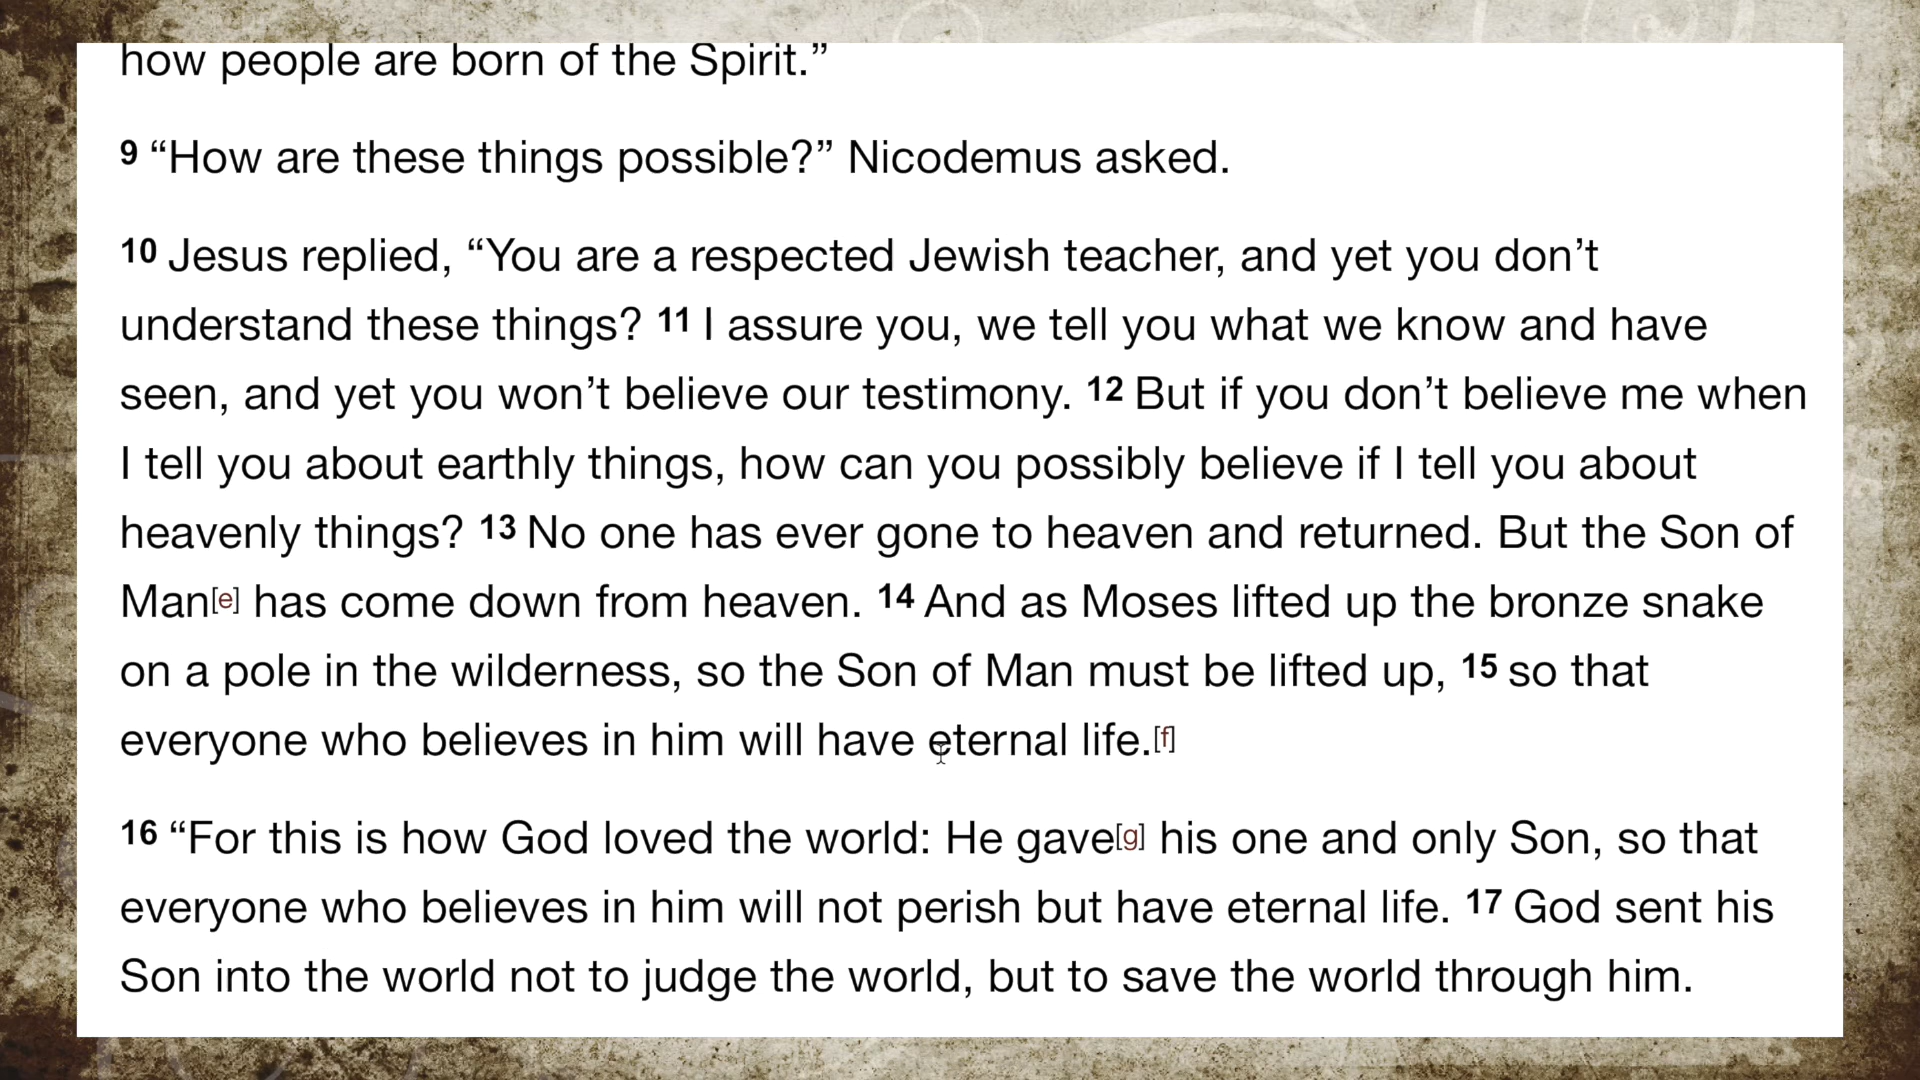 how people are born of the Spirit.”
9 “How are these things possible?” Nicodemus asked.
10 Jesus replied, “You are a respected Jewish teacher, and yet you don’t
understand these things? 11 I assure you, we tell you what we know and have
seen, and yet you won’t believe our testimony. 12 But if you don’t believe me when
I tell you about earthly things, how can you possibly believe if I tell you about
heavenly things? 13 No one has ever gone to heaven and returned. But the Son of
Man[e] has come down from heaven. 14 And as Moses lifted up the bronze snake
on a pole in the wilderness, so the Son of Man must be lifted up, 15 so that
everyone who believes in him will have eternal life.[f]
16 “For this is how God loved the world: He gave[g] his one and only Son, so that
everyone who believes in him will not perish but have eternal life. 17 God sent his
Son into the world not to judge the world, but to save the world through him.